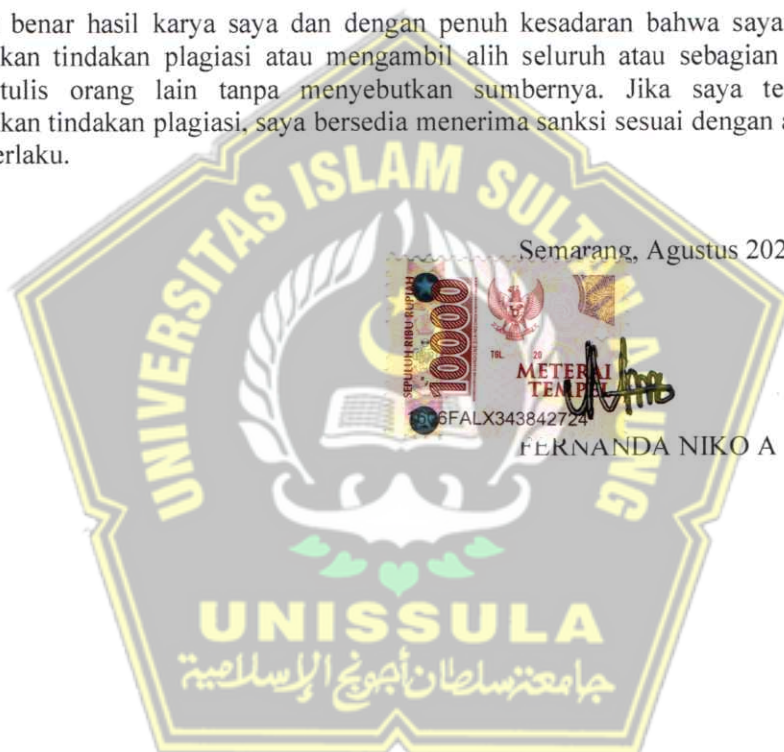 benar hasil karya saya dan dengan penuh kesadaran bahwa saya
kan tindakan plagiasi atau mengambil alih seluruh atau sebagian
tulis orang lain tanpa menyebutkan sumbernya. Jika saya te
kan tindakan plagiasi, saya bersedia menerima sanksi sesuai dengan a
erlaku.
Semarang, Agustus 202
SEPULUH RIBU RUPIAH
10000
TGL. 20
METERAI
TEMPEL
6FALX343842724
FERNANDA NIKO A
UNIVERSITAS ISLAM SULTAN AGUNG
UNISSULA
جامعنزسلطان أجونج الإسلامية